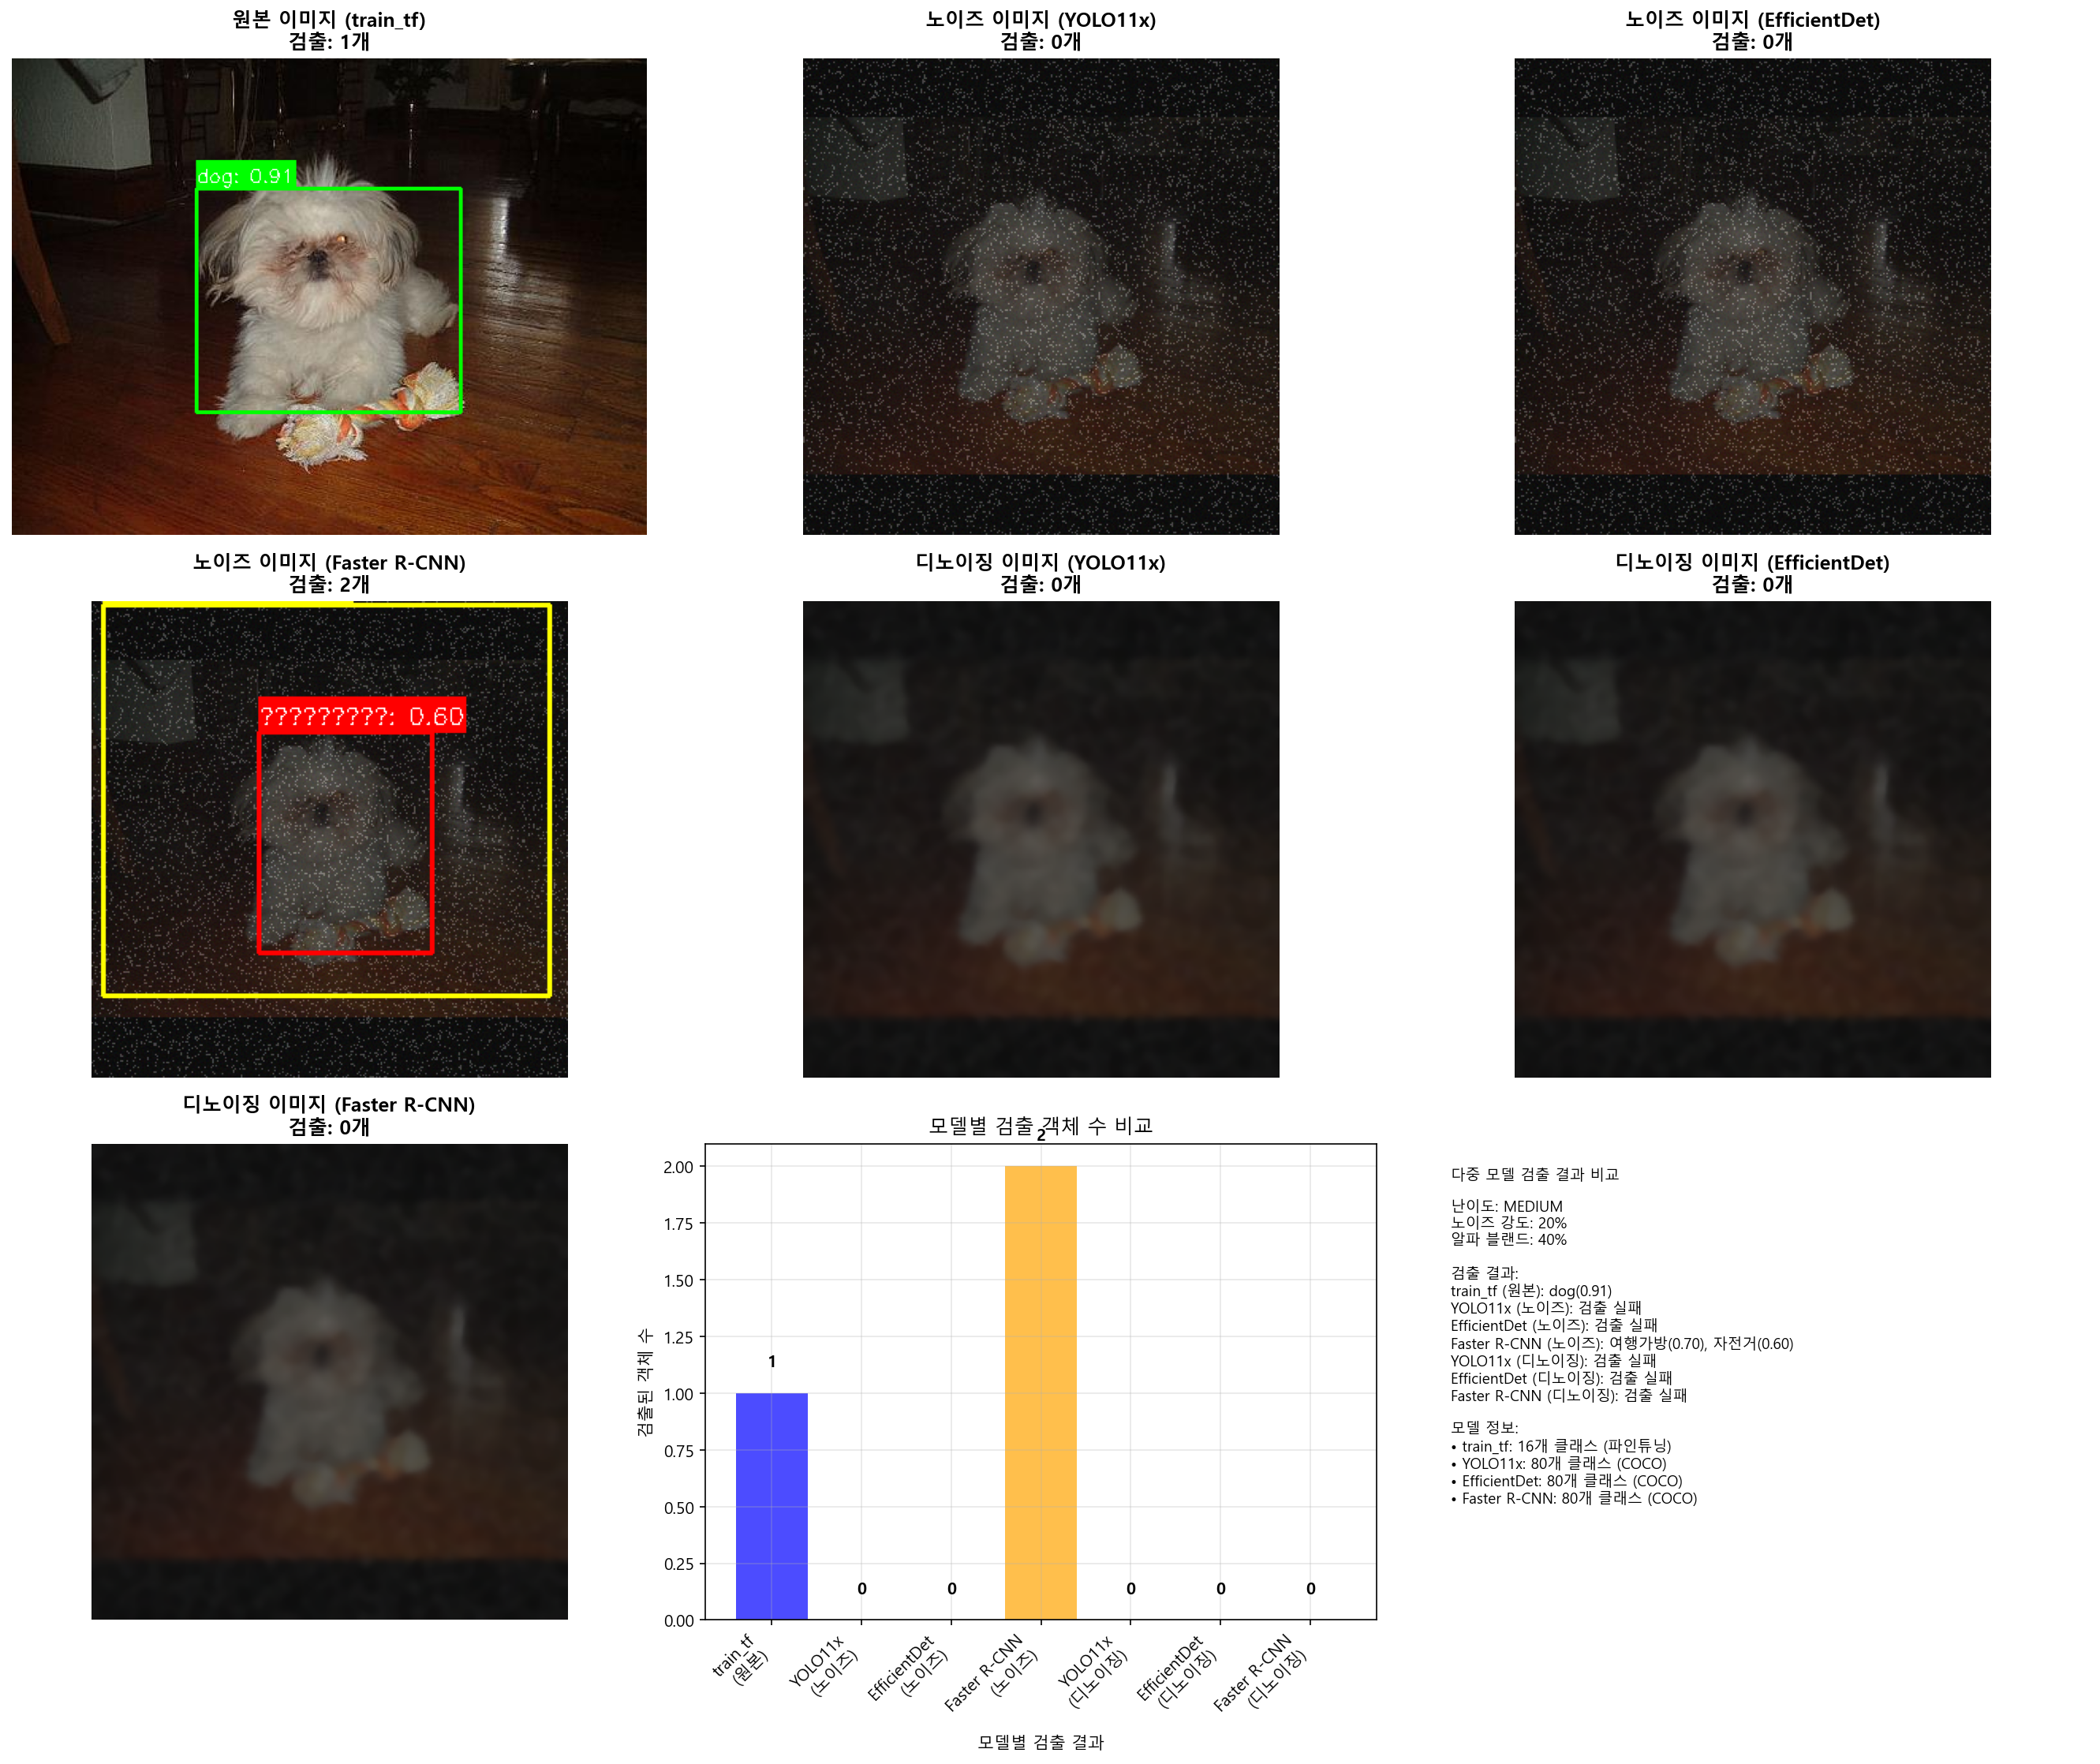 원본 이미지 (train_tf)
검출: 1개
노이즈 이미지 (YOLO11x)
검출: 0개
노이즈 이미지 (EfficientDet)
검출: 0개
dog: 0.91
노이즈 이미지 (Faster R-CNN)
검출: 2개
디노이징 이미지 (YOLO11x)
검출: 0개
디노이징 이미지 (EfficientDet)
검출: 0개
?????????: 0.60
디노이징 이미지 (Faster R-CNN)
검출: 0개
모델별 검출 객체 수 비교
2
2.00
1.75
1.50
1.25
1.00
0.75
0.50
0.25
0.00
검출된 객체 수
1
0
0
0
0
0
train_tf
(원본)
YOLO11x
(노이즈)
EfficientDet
(노이즈)
Faster R-CNN
(노이즈)
YOLO11x
(디노이징)
EfficientDet
(디노이징)
Faster R-CNN
(디노이징)
모델별 검출 결과
다중 모델 검출 결과 비교
난이도: MEDIUM
노이즈 강도: 20%
알파 블랜드: 40%
검출 결과:
train_tf (원본): dog(0.91)
YOLO11x (노이즈): 검출 실패
EfficientDet (노이즈): 검출 실패
Faster R-CNN (노이즈): 여행가방(0.70), 자전거(0.60)
YOLO11x (디노이징): 검출 실패
EfficientDet (디노이징): 검출 실패
Faster R-CNN (디노이징): 검출 실패
모델 정보:
• train_tf: 16개 클래스 (파인튜닝)
• YOLO11x: 80개 클래스 (COCO)
• EfficientDet: 80개 클래스 (COCO)
• Faster R-CNN: 80개 클래스 (COCO)